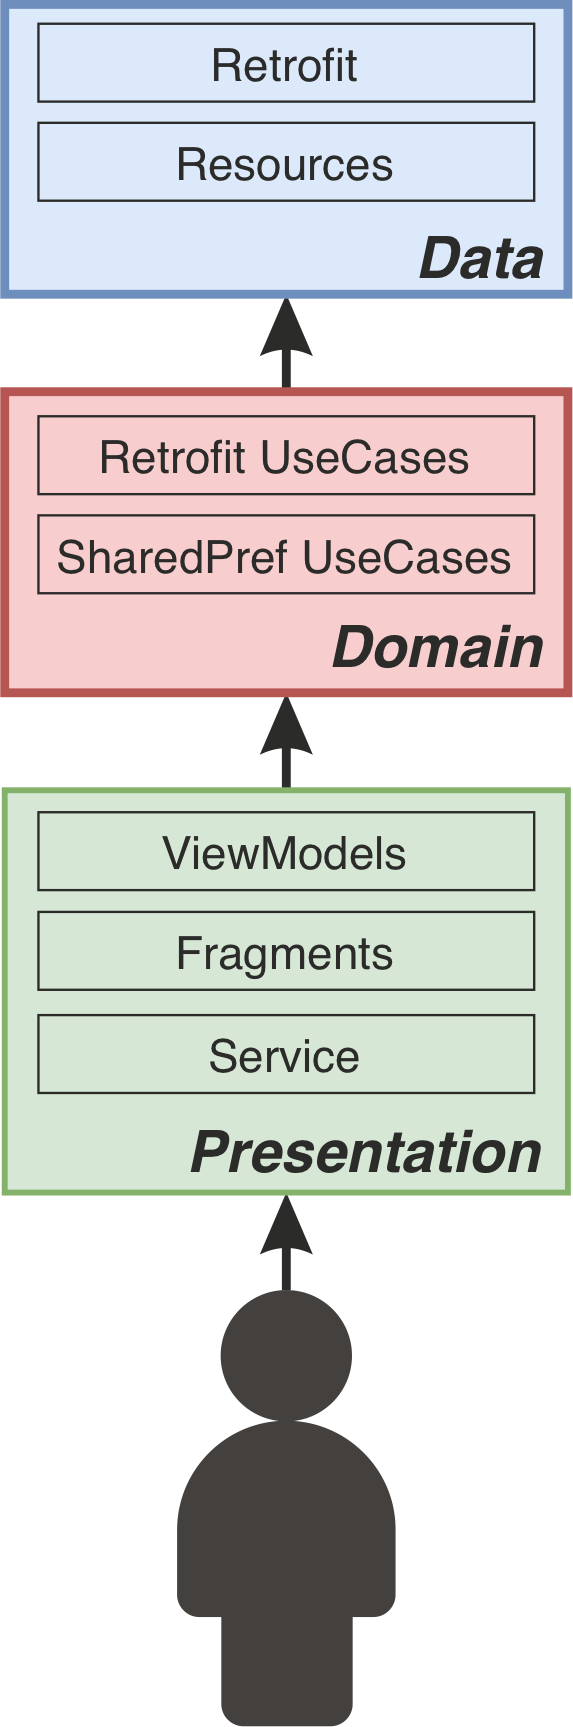 Retrofit
Resources
Data
Retrofit UseCases
SharedPref UseCases
Domain
ViewModels
Fragments
Service
Presentation